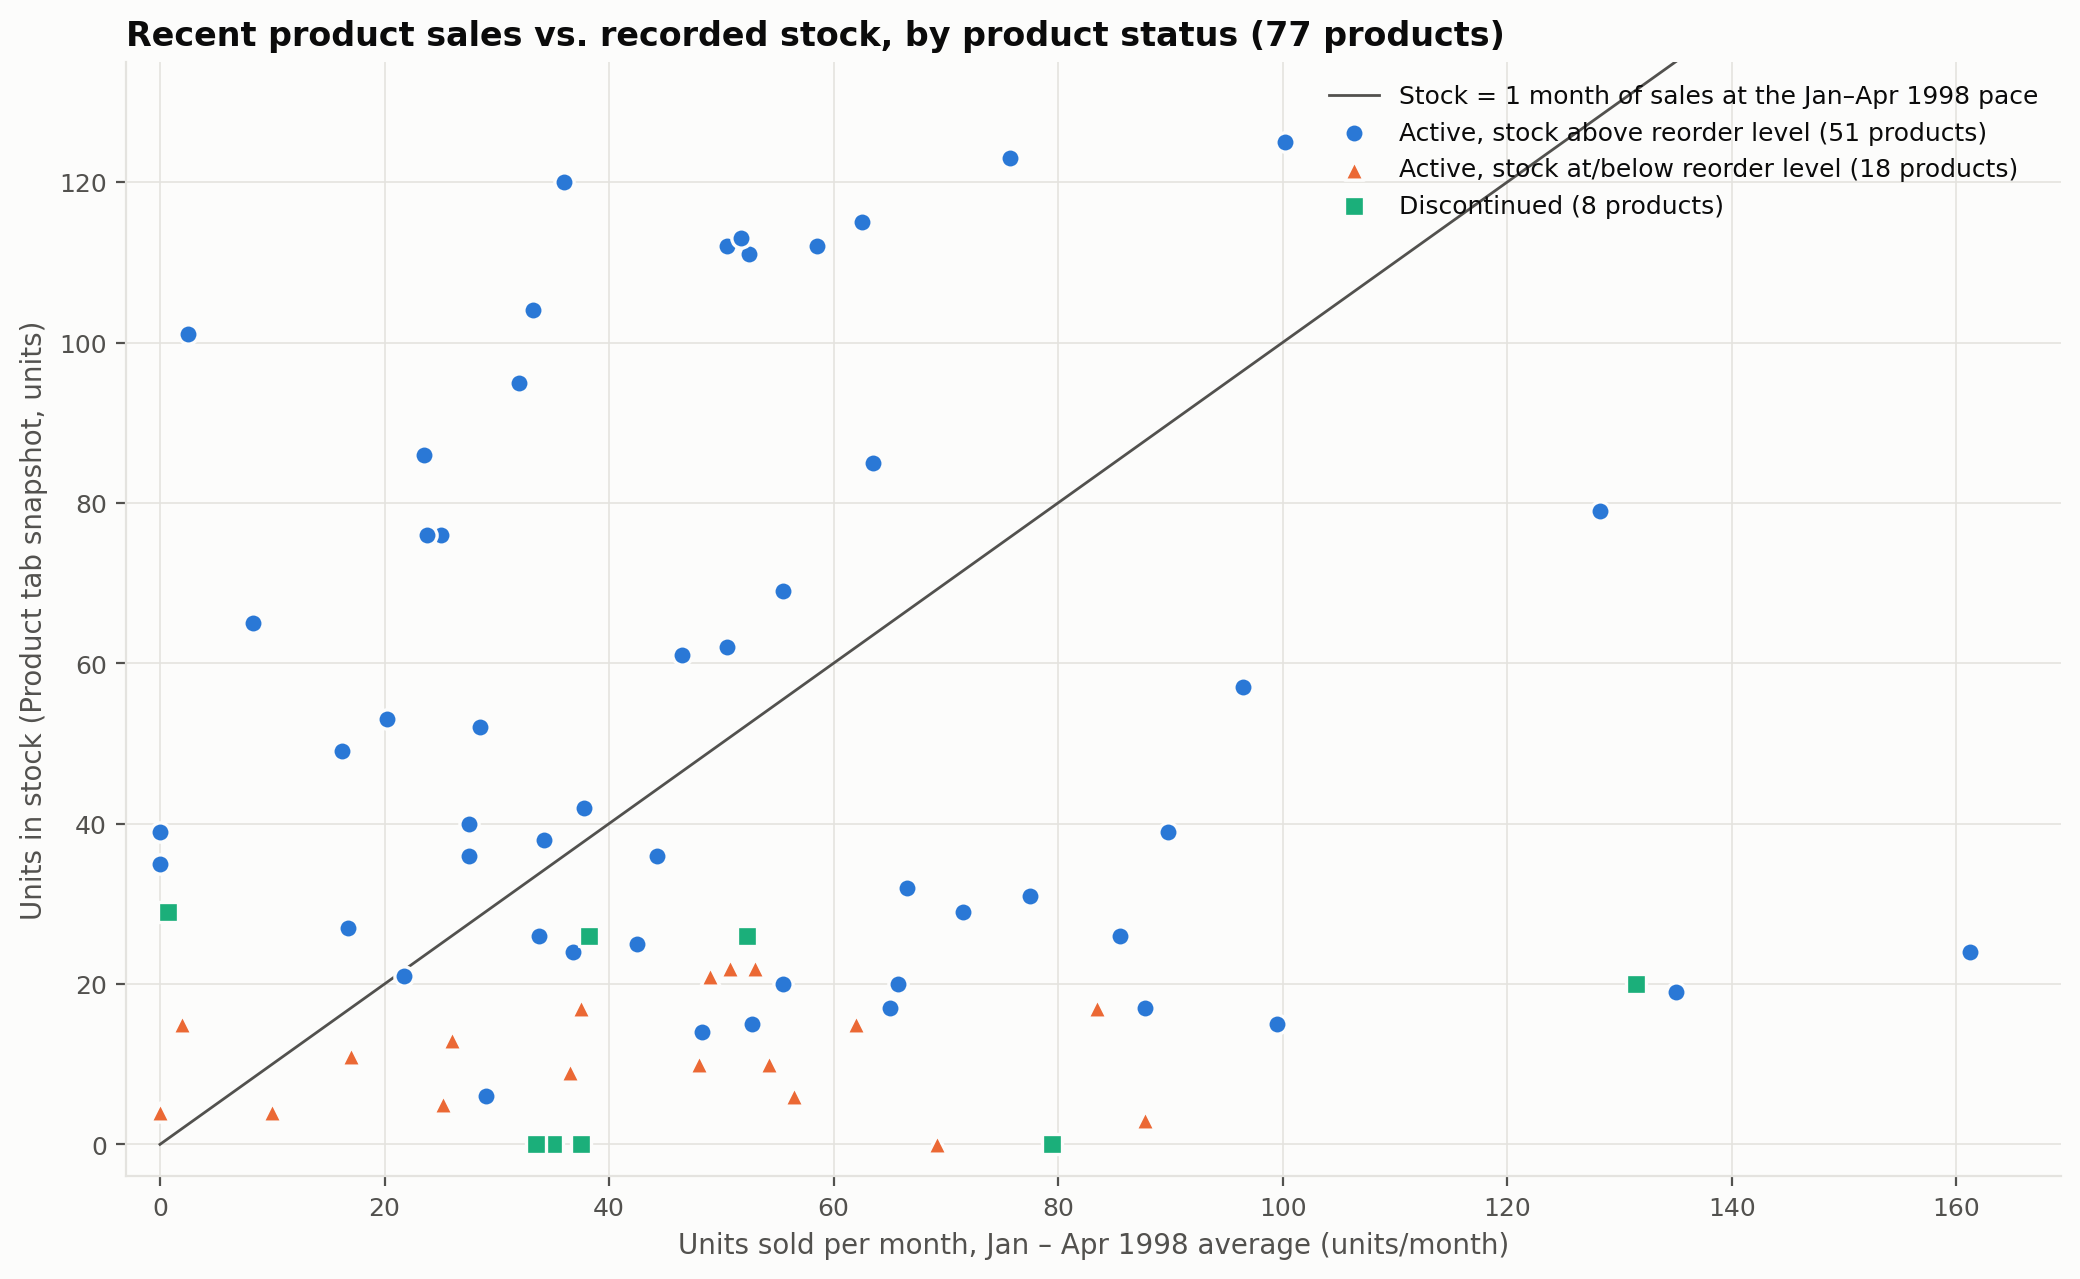 Recent product sales vs. recorded stock, by product status (77 products)
Stock = 1 month of sales at the Jan–Apr 1998 pace
Active, stock above reorder level (51 products)
Active, stock at/below reorder level (18 products)
Discontinued (8 products)
Units in stock (Product tab snapshot, units)
120
100
80
60
40
20
0
0 20 40 60 80 100 120 140 160
Units sold per month, Jan – Apr 1998 average (units/month)